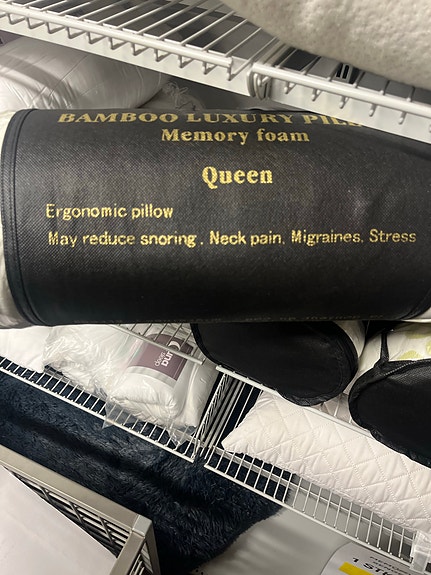 BAMBOO LUXURY
Memory foam
Queen
Ergonomic pillow
May reduce snoring . Neck pain, Migraines, Stress